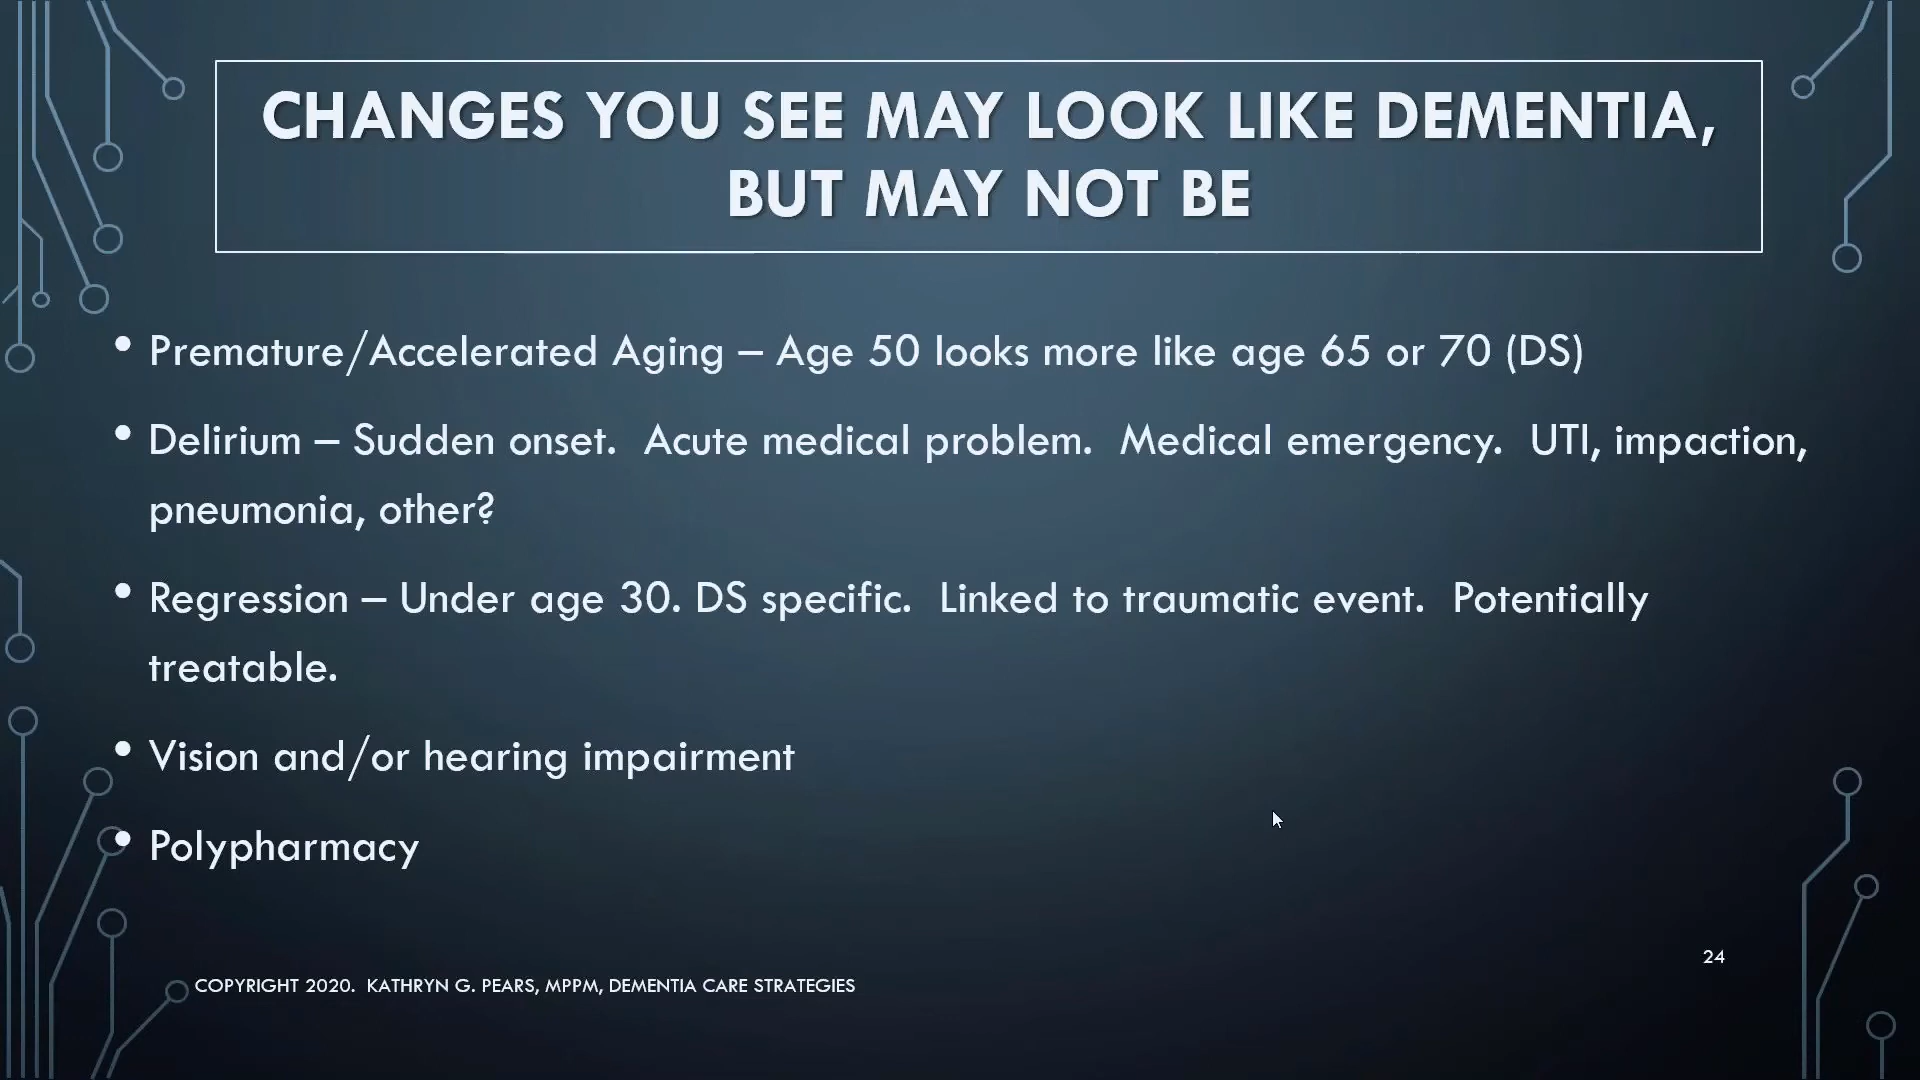 CHANGES YOU SEE MAY LOOK LIKE DEMENTIA,
BUT MAY NOT BE
• Premature/Accelerated Aging – Age 50 looks more like age 65 or 70 (DS)
• Delirium – Sudden onset.  Acute medical problem.  Medical emergency.  UTI, impaction,
pneumonia, other?
• Regression – Under age 30. DS specific.  Linked to traumatic event.  Potentially
treatable.
• Vision and/or hearing impairment
• Polypharmacy
24
COPYRIGHT 2020.  KATHRYN G. PEARS, MPPM, DEMENTIA CARE STRATEGIES